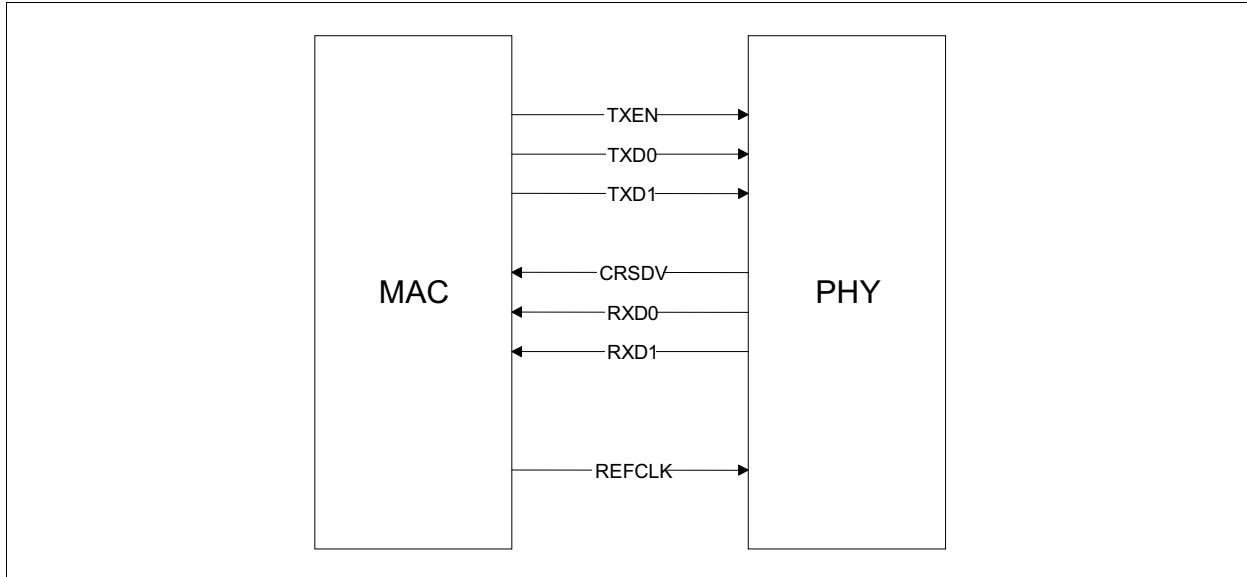 TXEN
TXD0
TXD1
CRSDV
MAC
PHY
RXD0
RXD1
REFCLK